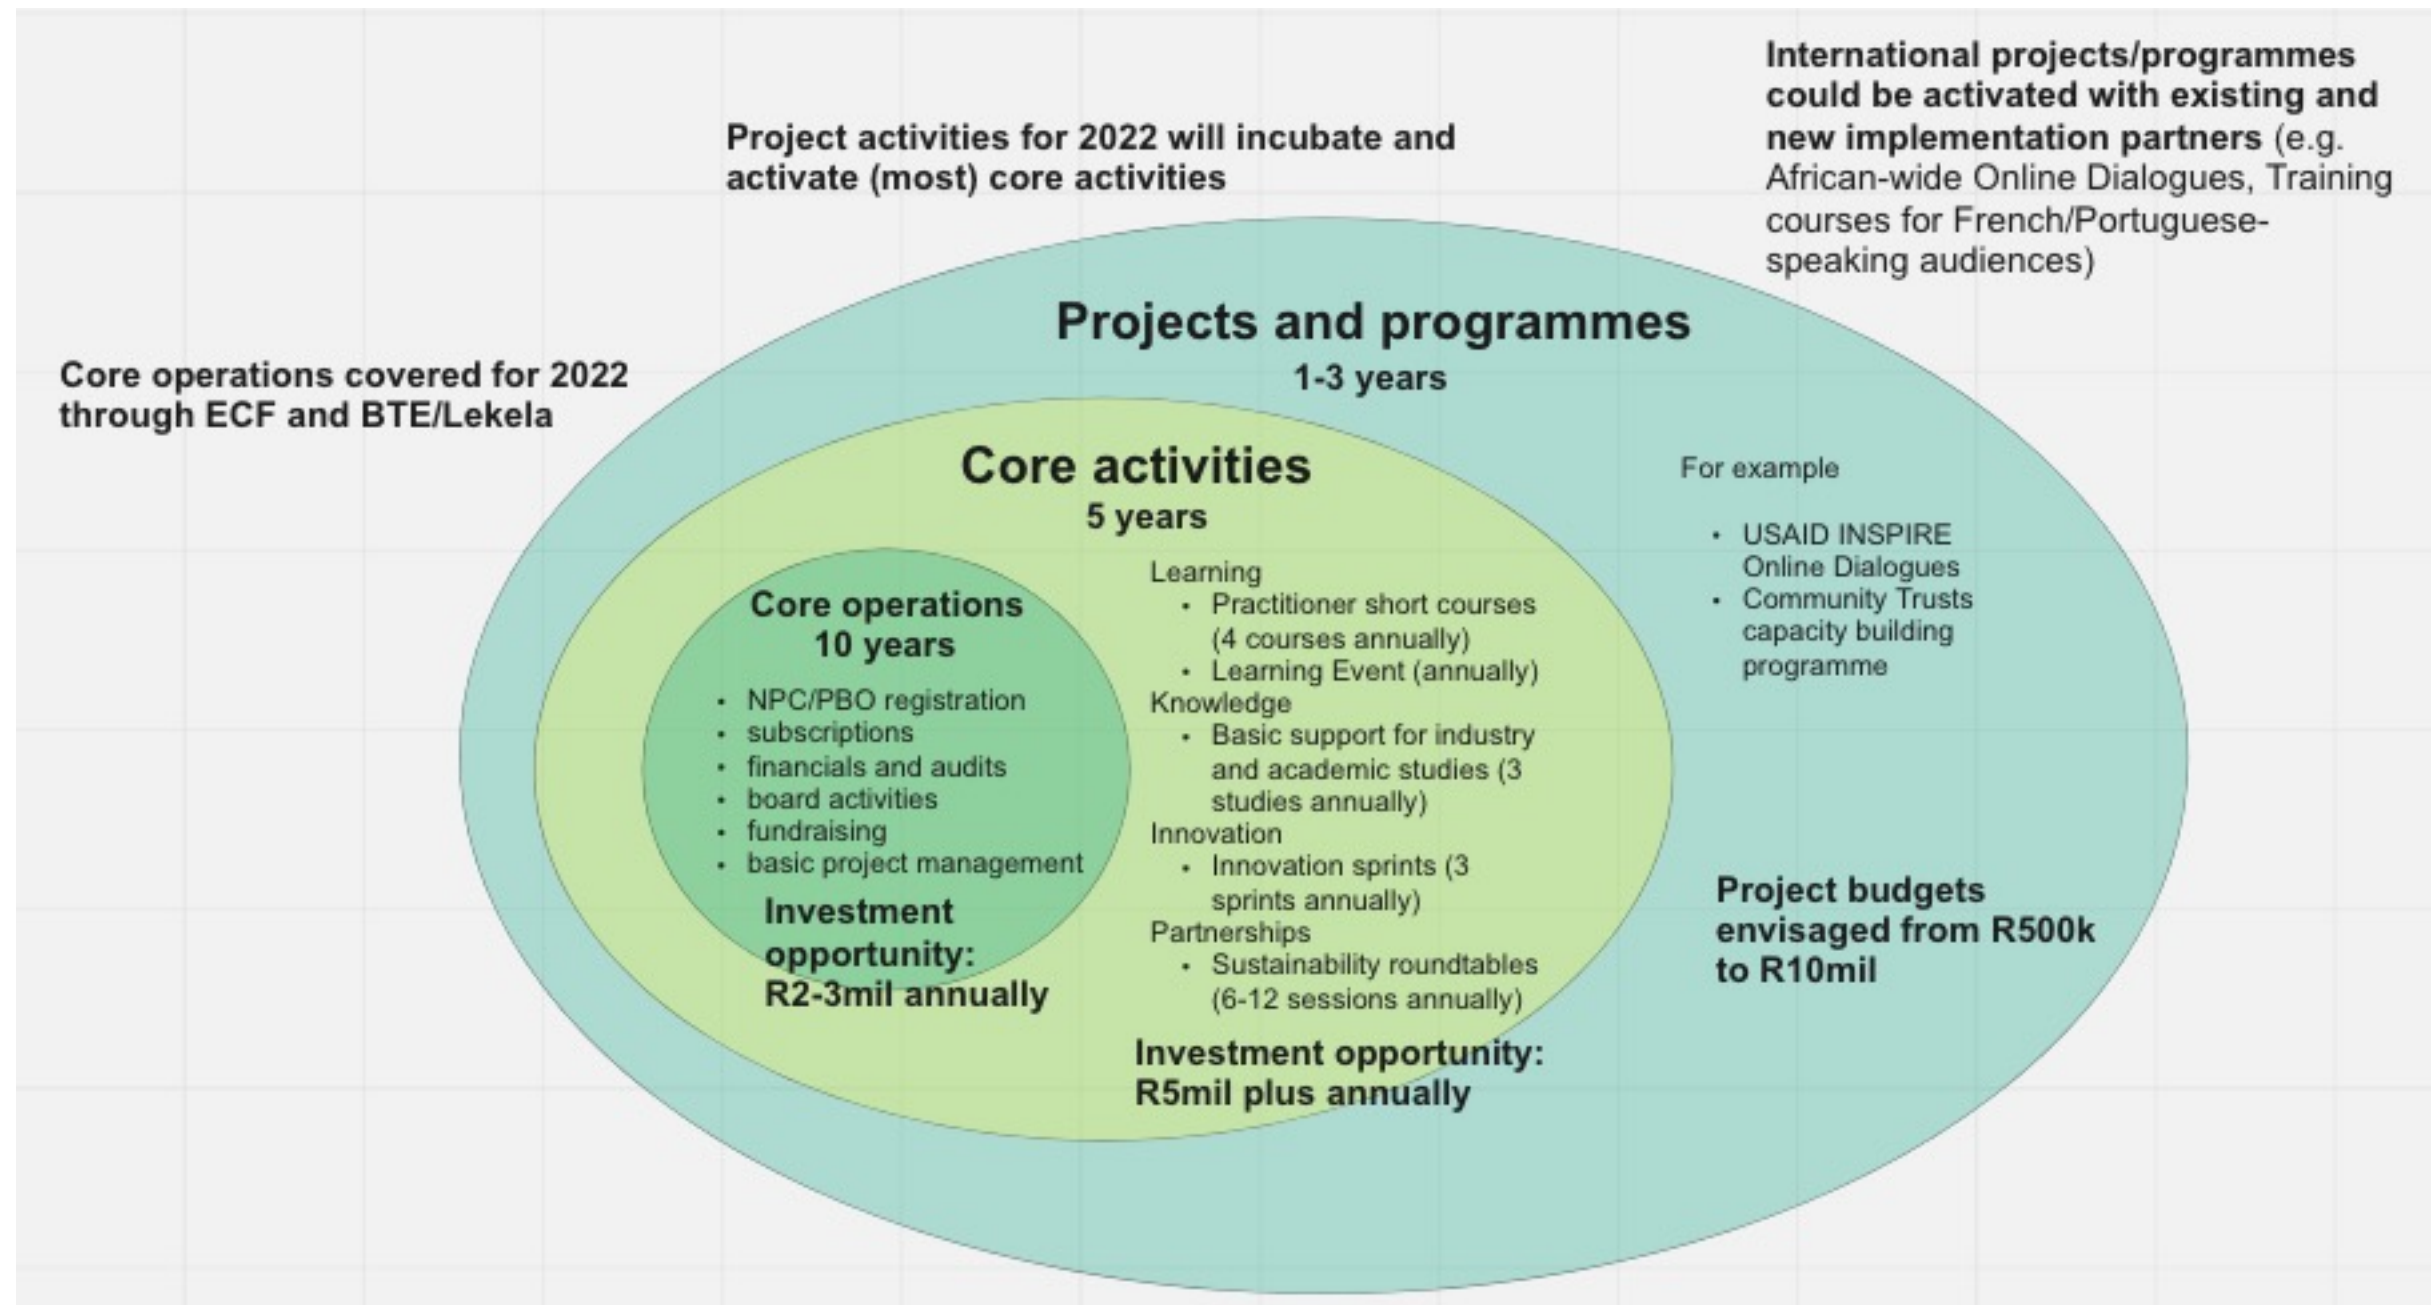 International projects/programmes
could be activated with existing and
new implementation partners (e.g.
African-wide Online Dialogues, Training
courses for French/Portuguese-
speaking audiences)
Project activities for 2022 will incubate and
activate (most) core activities
Core operations covered for 2022
through ECF and BTE/Lekela
Projects and programmes
1-3 years
Core activities
5 years
Core operations
10 years
• NPC/PBO registration
• subscriptions
• financials and audits
• board activities
• fundraising
• basic project management
Investment
opportunity:
R2-3mil annually
Learning
• Practitioner short courses
(4 courses annually)
• Learning Event (annually)
Knowledge
• Basic support for industry
and academic studies (3
studies annually)
Innovation
• Innovation sprints (3
sprints annually)
Partnerships
• Sustainability roundtables
(6-12 sessions annually)
Investment opportunity:
R5mil plus annually
For example
• USAID INSPIRE
Online Dialogues
• Community Trusts
capacity building
programme
Project budgets
envisaged from R500k
to R10mil